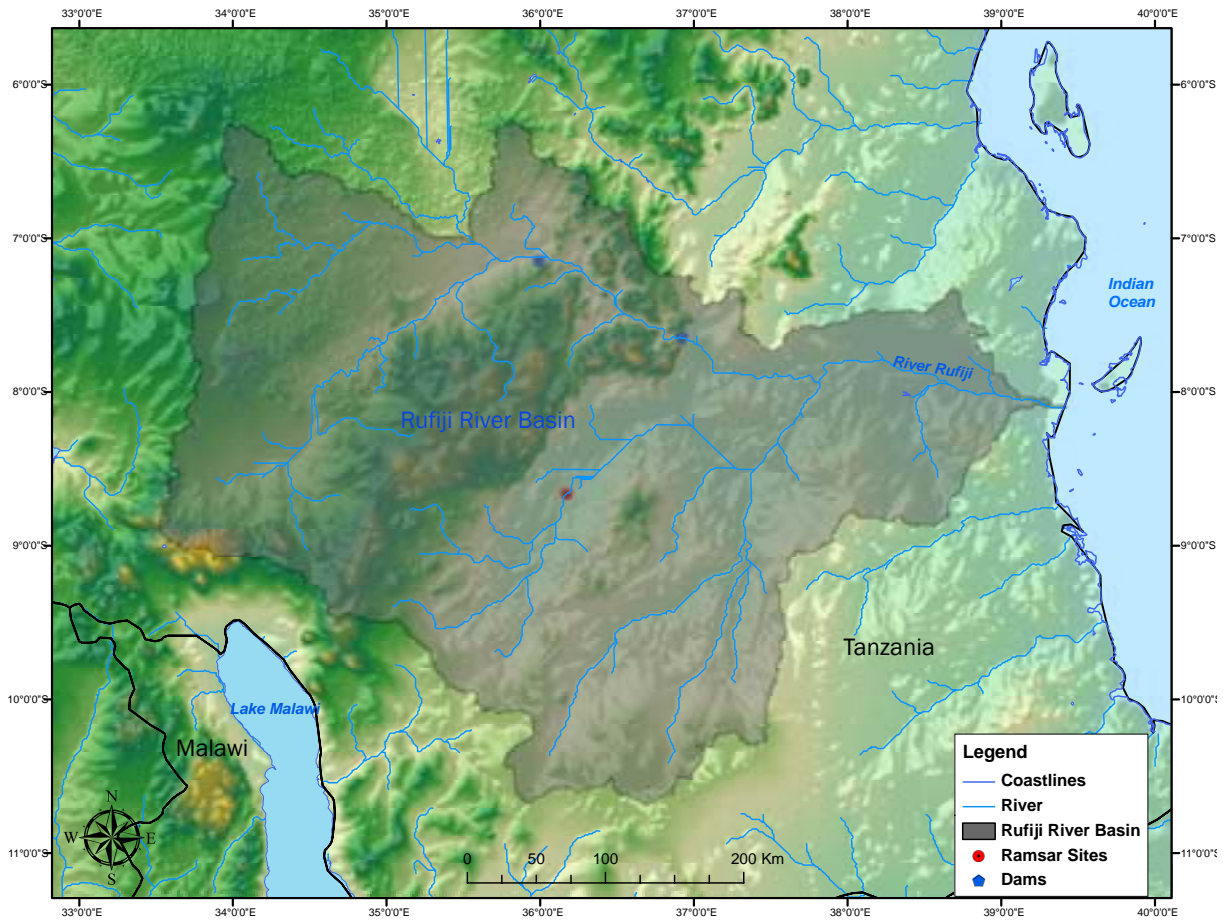 33°0'0"E 34°0'0"E 35°0'0"E 36°0'0"E 37°0'0"E 38°0'0"E 39°0'0"E 40°0'0"E
6°0'0"S 6°0'0"S
7°0'0"S 7°0'0"S
Indian
Ocean
River Rufiji
8°0'0"S 8°0'0"S
Rufiji River Basin
9°0'0"S 9°0'0"S
Tanzania
10°0'0"S 10°0'0"S
Lake Malawi
Malawi
Legend
Coastlines
River
Rufiji River Basin
Ramsar Sites
Dams
N
W E
S
0 50 100 200 Km
11°0'0"S 11°0'0"S
33°0'0"E 34°0'0"E 35°0'0"E 36°0'0"E 37°0'0"E 38°0'0"E 39°0'0"E 40°0'0"E